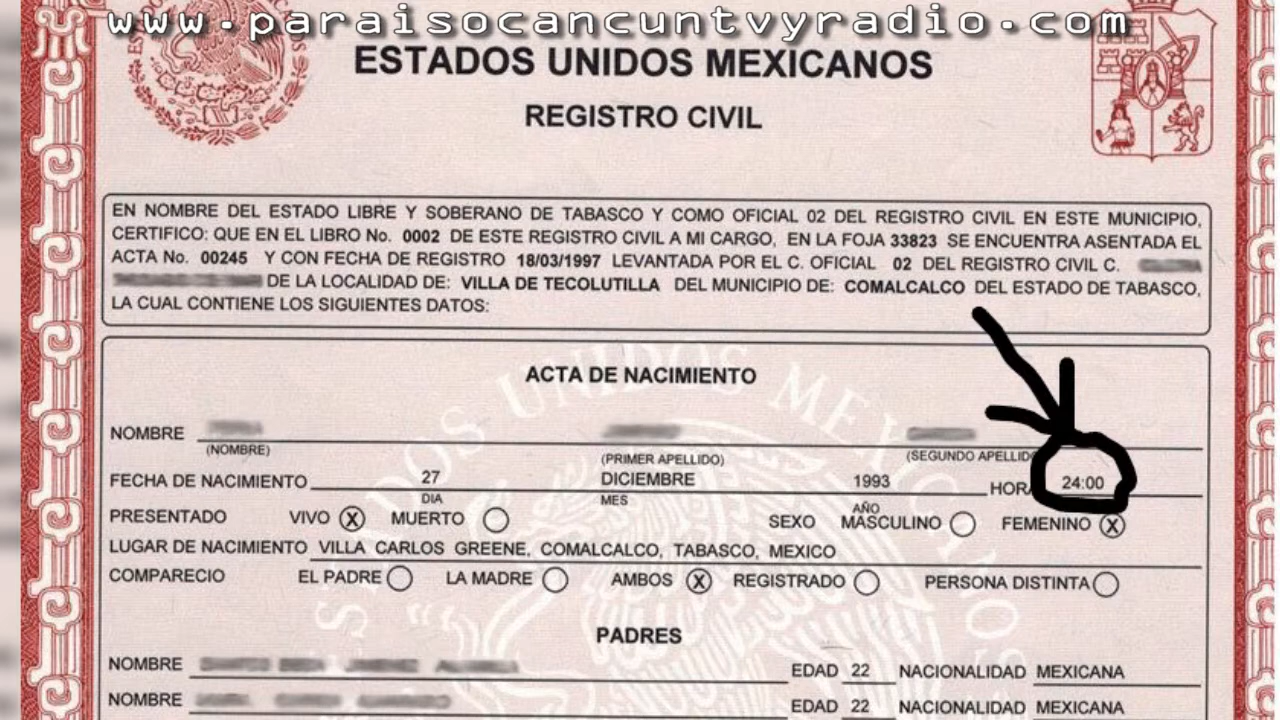 www.paraisocancuntvyradio.com
ESTADOS UNIDOS MEXICANOS
REGISTRO CIVIL
EN NOMBRE DEL ESTADO LIBRE Y SOBERANO DE TABASCO Y COMO OFICIAL 02 DEL REGISTRO CIVIL EN ESTE MUNICIPIO,
CERTIFICO: QUE EN EL LIBRO No. 0002 DE ESTE REGISTRO CIVIL A MI CARGO, EN LA FOJA 33823 SE ENCUENTRA ASENTADA EL
ACTA No. 00245 Y CON FECHA DE REGISTRO 18/03/1997 LEVANTADA POR EL C. OFICIAL 02 DEL REGISTRO CIVIL C.
DE LA LOCALIDAD DE: VILLA DE TECOLUTILLA DEL MUNICIPIO DE: COMALCALCO DEL ESTADO DE TABASCO,
LA CUAL CONTIENE LOS SIGUIENTES DATOS:
ACTA DE NACIMIENTO
NOMBRE
(NOMBRE) (PRIMER APELLIDO) (SEGUNDO APELLIDO
FECHA DE NACIMIENTO 27 DICIEMBRE 1993 HORA 24:00
DIA MES AÑO
PRESENTADO VIVO X MUERTO SEXO MASCULINO FEMENINO X
LUGAR DE NACIMIENTO VILLA CARLOS GREENE, COMALCALCO, TABASCO, MEXICO
COMPARECIO EL PADRE LA MADRE AMBOS X REGISTRADO PERSONA DISTINTA
PADRES
NOMBRE EDAD 22 NACIONALIDAD MEXICANA
NOMBRE EDAD 22 NACIONALIDAD MEXICANA